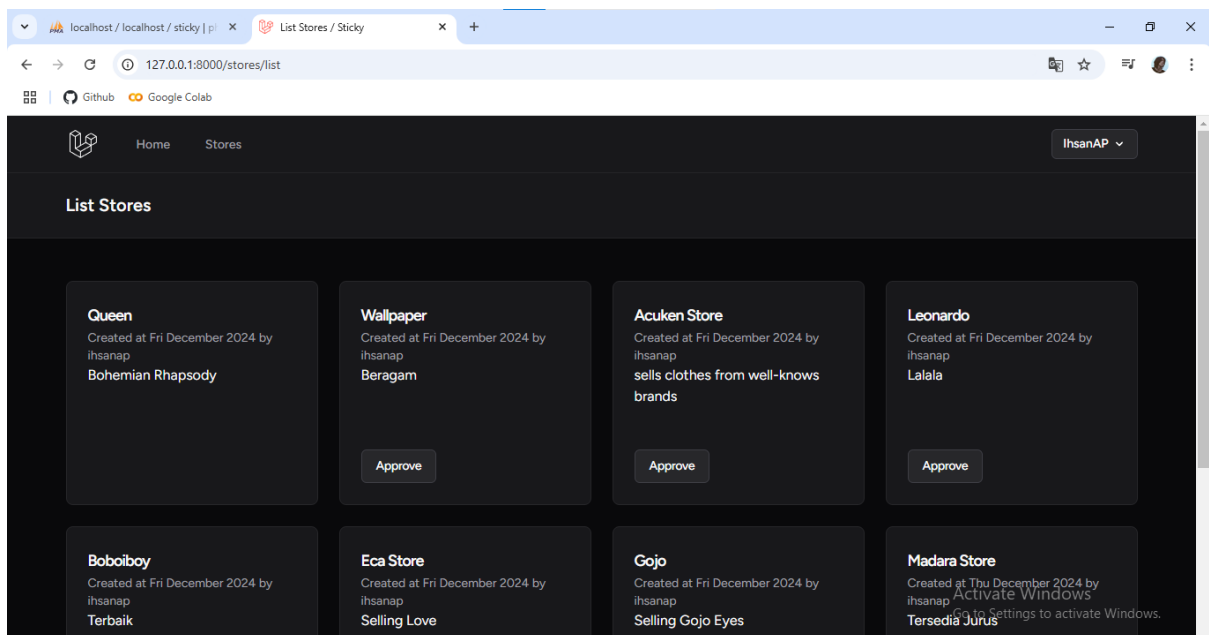 localhost / localhost / sticky | pl
List Stores / Sticky
127.0.0.1:8000/stores/list
Github
Google Colab
Home
Stores
IhsanAP
List Stores
Queen
Created at Fri December 2024 by
ihsanap
Bohemian Rhapsody
Wallpaper
Created at Fri December 2024 by
ihsanap
Beragam
Approve
Acuken Store
Created at Fri December 2024 by
ihsanap
sells clothes from well-knows
brands
Approve
Leonardo
Created at Fri December 2024 by
ihsanap
Lalala
Approve
Boboiboy
Created at Fri December 2024 by
ihsanap
Terbaik
Eca Store
Created at Fri December 2024 by
ihsanap
Selling Love
Gojo
Created at Fri December 2024 by
ihsanap
Selling Gojo Eyes
Madara Store
Created at Thu December 2024 by
ihsanap
Tersedia Jurus
Activate Windows
Go to Settings to activate Windows.